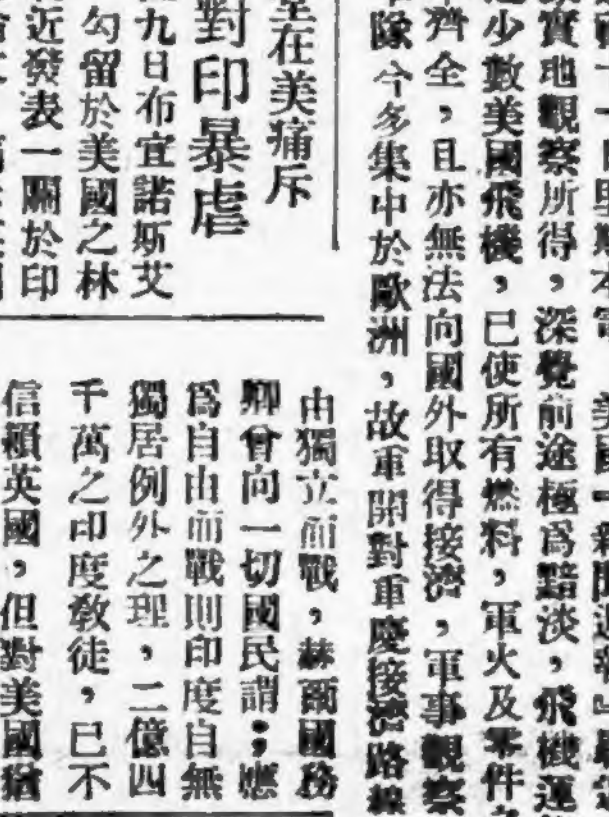 實地觀察所得，深覺前途極爲黯淡，飛機運
少數美國飛機，已使所有燃料，軍火及零件
齊全，且亦無法向國外取得接濟，軍事觀察
隊今多集中於歐洲，故重開對重慶接濟路線
在美痛斥
對印暴虐
九日布宜諾斯艾
勾留於美國之林
近發表一關於印
由獨立而戰，赫爾國務
卿曾向一切國民謂：應
爲自由而戰則印度自無
獨居例外之理，二億四
千萬之印度敎徒，已不
信賴英國，但對美國猶